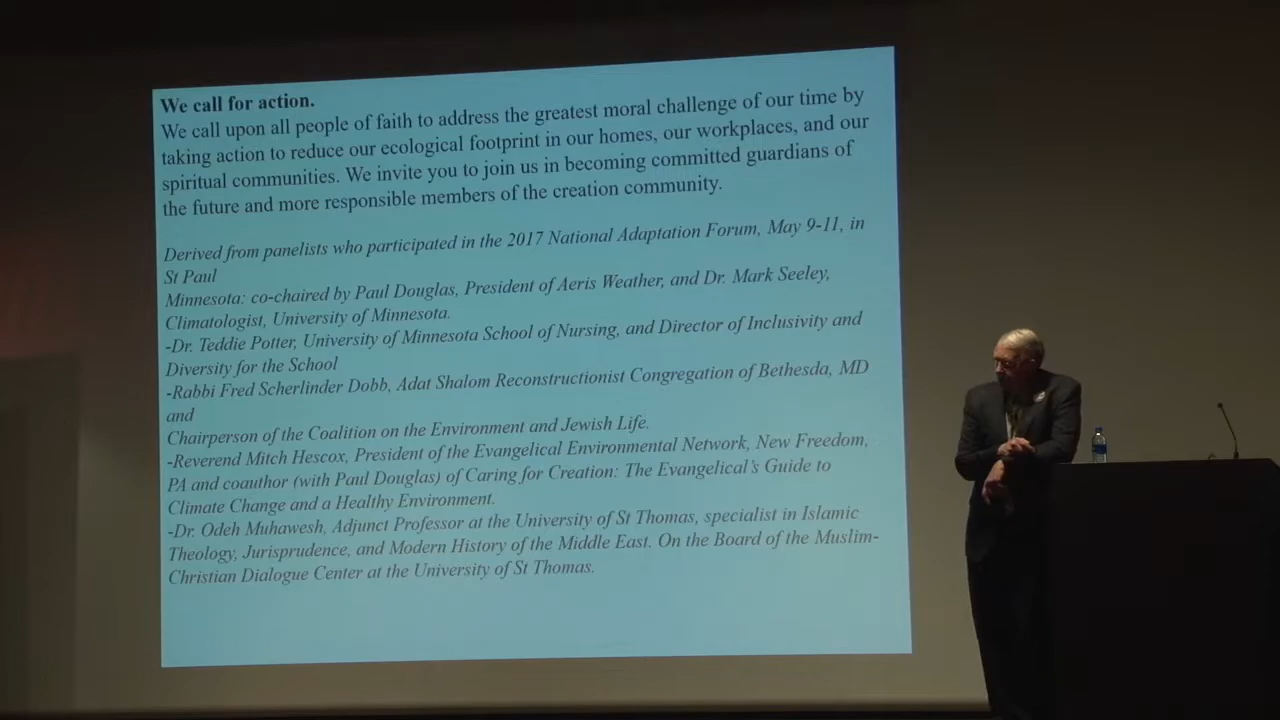 We call for action.
We call upon all people of faith to address the greatest moral challenge of our time by
taking action to reduce our ecological footprint in our homes, our workplaces, and our
spiritual communities. We invite you to join us in becoming committed guardians of
the future and more responsible members of the creation community.
Derived from panelists who participated in the 2017 National Adaptation Forum, May 9-11, in
St Paul
Minnesota: co-chaired by Paul Douglas, President of Aeris Weather, and Dr. Mark Seeley,
Climatologist, University of Minnesota.
-Dr. Teddie Potter, University of Minnesota School of Nursing, and Director of Inclusivity and
Diversity for the School
-Rabbi Fred Scherlinder Dobb, Adat Shalom Reconstructionist Congregation of Bethesda, MD
and
Chairperson of the Coalition on the Environment and Jewish Life.
-Reverend Mitch Hescox, President of the Evangelical Environmental Network, New Freedom,
PA and coauthor (with Paul Douglas) of Caring for Creation: The Evangelical's Guide to
Climate Change and a Healthy Environment.
-Dr. Odeh Muhawesh, Adjunct Professor at the University of St Thomas, specialist in Islamic
Theology, Jurisprudence, and Modern History of the Middle East. On the Board of the Muslim-
Christian Dialogue Center at the University of St Thomas.